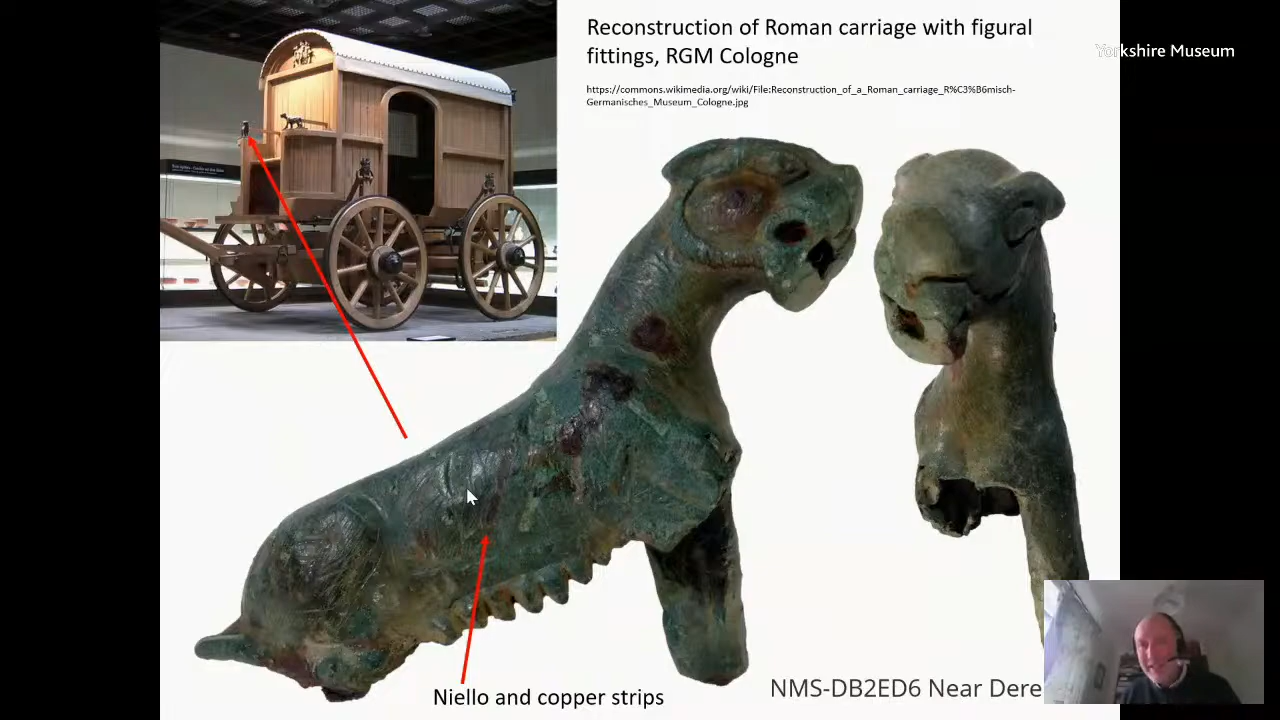 Reconstruction of Roman carriage with figural
fittings, RGM Cologne
Yorkshire Museum
https://commons.wikimedia.org/wiki/File:Reconstruction_of_a_Roman_carriage_R%C3%B6misch-
Germanisches_Museum_Cologne.jpg
Niello and copper strips
NMS-DB2ED6 Near Dere